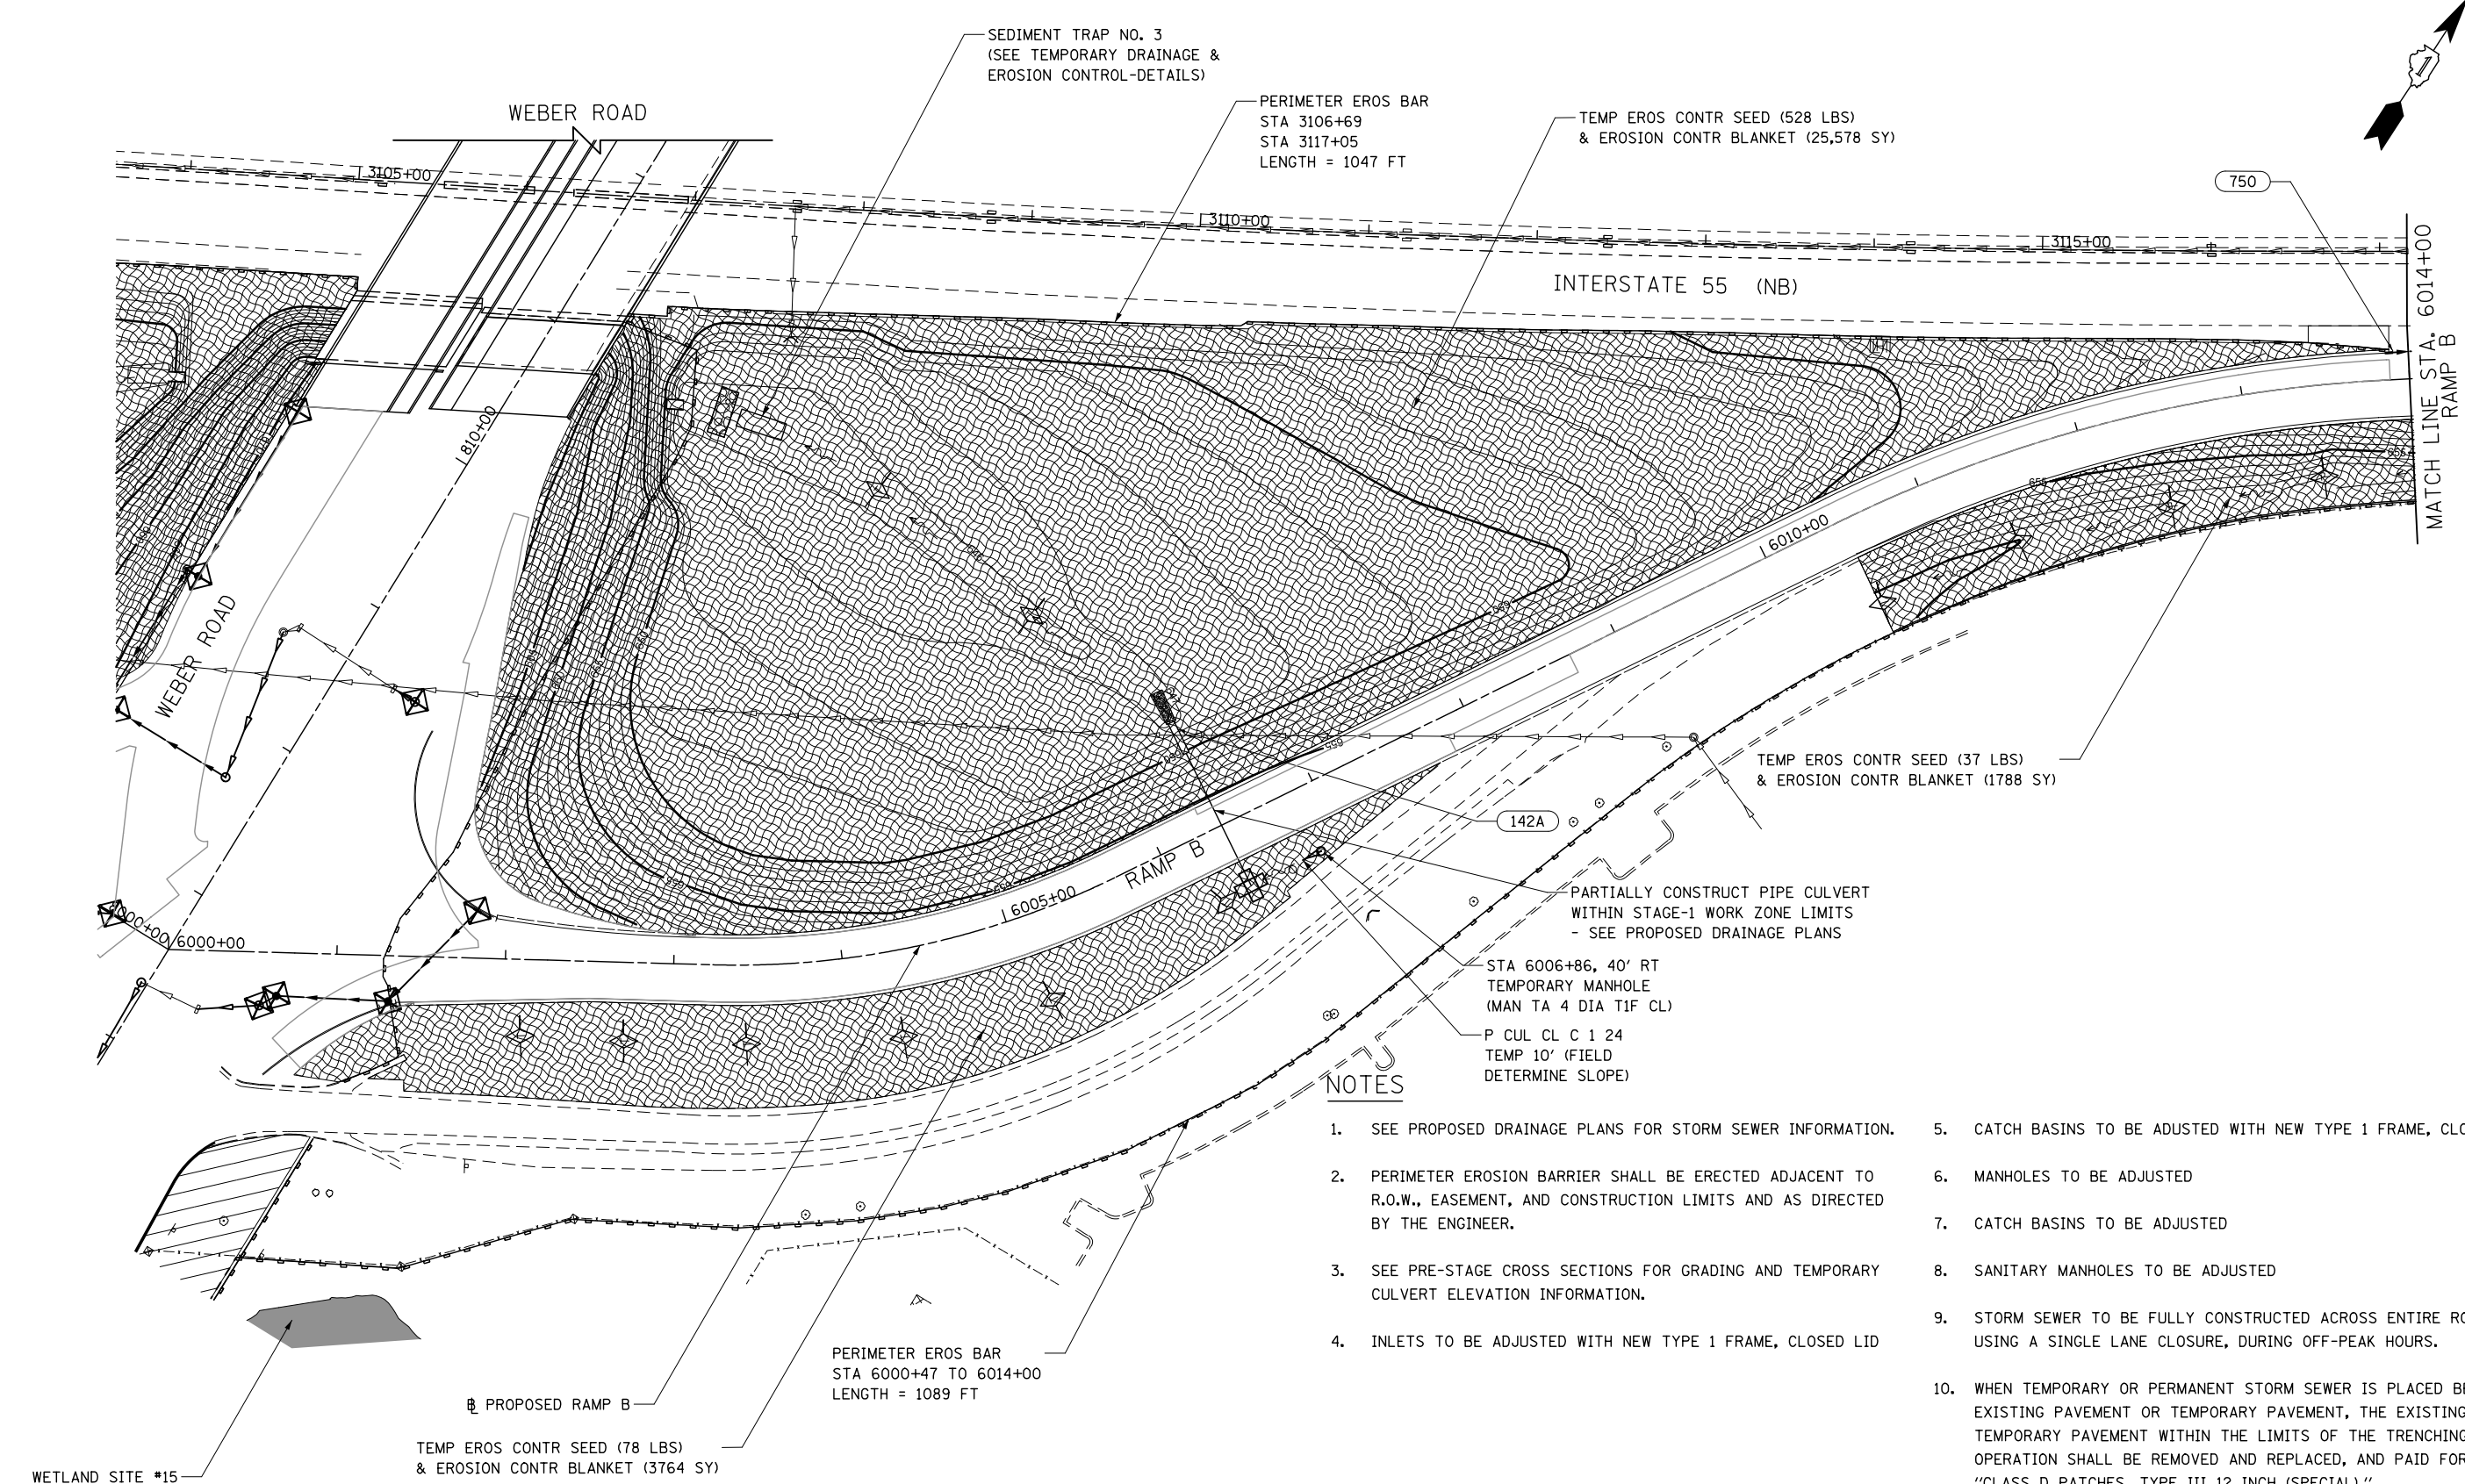 SEDIMENT TRAP NO. 3
(SEE TEMPORARY DRAINAGE &
EROSION CONTROL-DETAILS)
WEBER ROAD
PERIMETER EROS BAR
STA 3106+69
STA 3117+05
LENGTH = 1047 FT
TEMP EROS CONTR SEED (528 LBS)
& EROSION CONTR BLANKET (25,578 SY)
750
3105+00
3110+00
3115+00
INTERSTATE 55 (NB)
MATCH LINE STA. 6014+00
RAMP B
810+00
WEBER ROAD
6010+00
655
655
650
660
TEMP EROS CONTR SEED (37 LBS)
& EROSION CONTR BLANKET (1788 SY)
142A
RAMP B
6005+00
6000+00
PARTIALLY CONSTRUCT PIPE CULVERT
WITHIN STAGE-1 WORK ZONE LIMITS
- SEE PROPOSED DRAINAGE PLANS
STA 6006+86, 40' RT
TEMPORARY MANHOLE
(MAN TA 4 DIA T1F CL)
P CUL CL C 1 24
TEMP 10' (FIELD
DETERMINE SLOPE)
NOTES
1. SEE PROPOSED DRAINAGE PLANS FOR STORM SEWER INFORMATION.
2. PERIMETER EROSION BARRIER SHALL BE ERECTED ADJACENT TO
R.O.W., EASEMENT, AND CONSTRUCTION LIMITS AND AS DIRECTED
BY THE ENGINEER.
3. SEE PRE-STAGE CROSS SECTIONS FOR GRADING AND TEMPORARY
CULVERT ELEVATION INFORMATION.
4. INLETS TO BE ADJUSTED WITH NEW TYPE 1 FRAME, CLOSED LID
5. CATCH BASINS TO BE ADUSTED WITH NEW TYPE 1 FRAME,
6. MANHOLES TO BE ADJUSTED
7. CATCH BASINS TO BE ADJUSTED
8. SANITARY MANHOLES TO BE ADJUSTED
9. STORM SEWER TO BE FULLY CONSTRUCTED ACROSS ENTIRE
USING A SINGLE LANE CLOSURE, DURING OFF-PEAK HOURS.
10. WHEN TEMPORARY OR PERMANENT STORM SEWER IS PLACED
EXISTING PAVEMENT OR TEMPORARY PAVEMENT, THE EXISTING
TEMPORARY PAVEMENT WITHIN THE LIMITS OF THE TRENCHING
OPERATION SHALL BE REMOVED AND REPLACED, AND PAID FOR
"CLASS D PATCHES, TYPE III 12 INCH (SPECIAL)."
PERIMETER EROS BAR
STA 6000+47 TO 6014+00
LENGTH = 1089 FT
PROPOSED RAMP B
TEMP EROS CONTR SEED (78 LBS)
& EROSION CONTR BLANKET (3764 SY)
WETLAND SITE #15